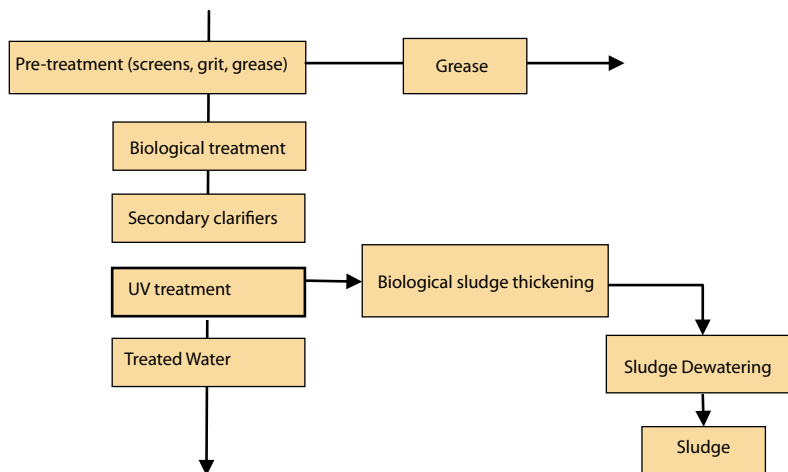 Pre-treatment (screens, grit, grease)
Grease
Biological treatment
Secondary clarifiers
UV treatment
Biological sludge thickening
Treated Water
Sludge Dewatering
Sludge